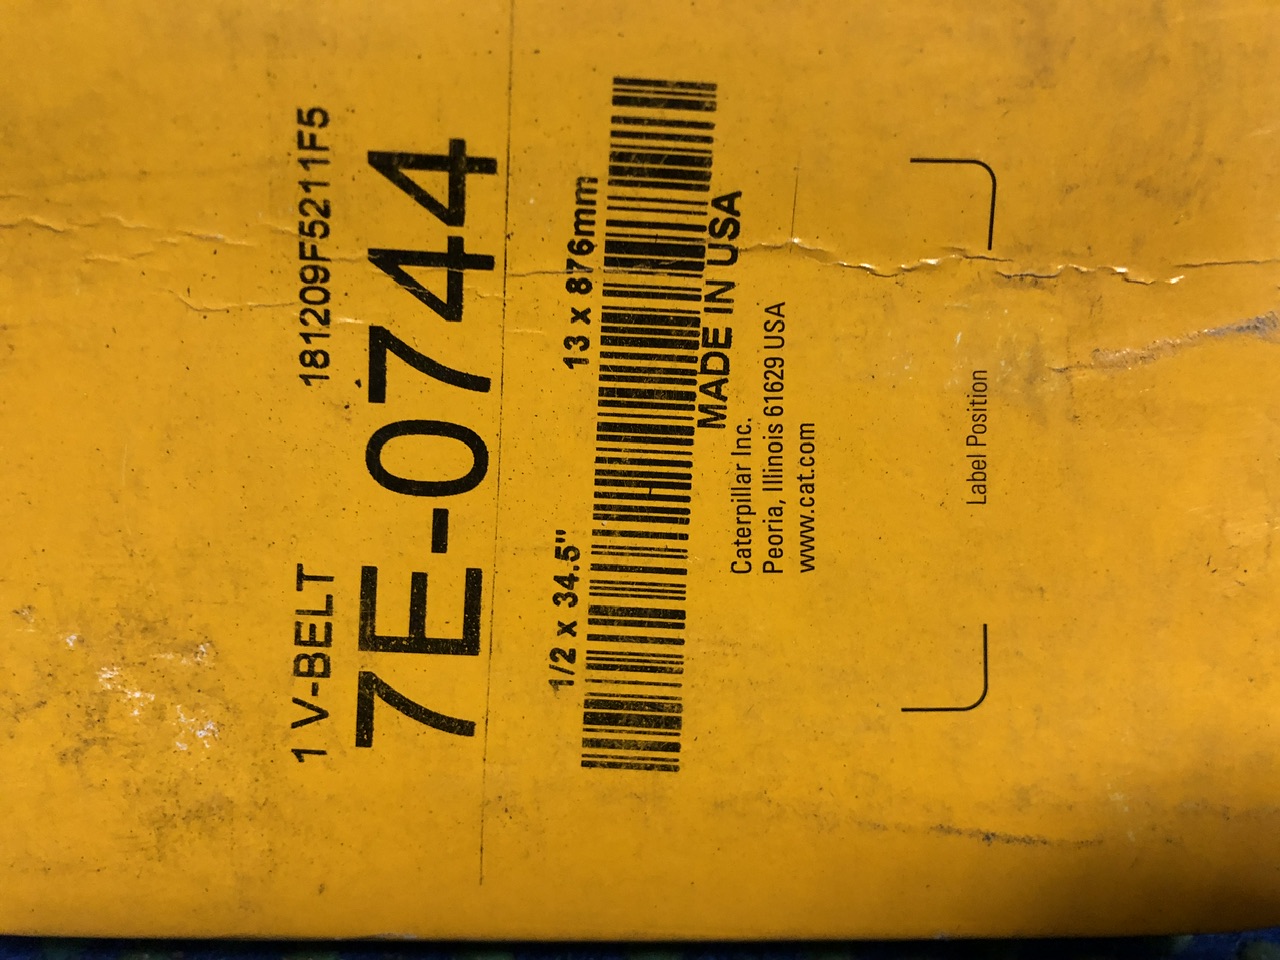 1 V-BELT 181209F5211F5
7E-0744
1/2 x 34.5" 13 x 876mm
MADE IN USA
Caterpillar Inc.
Peoria, Illinois 61629 USA
www.cat.com
Label Position